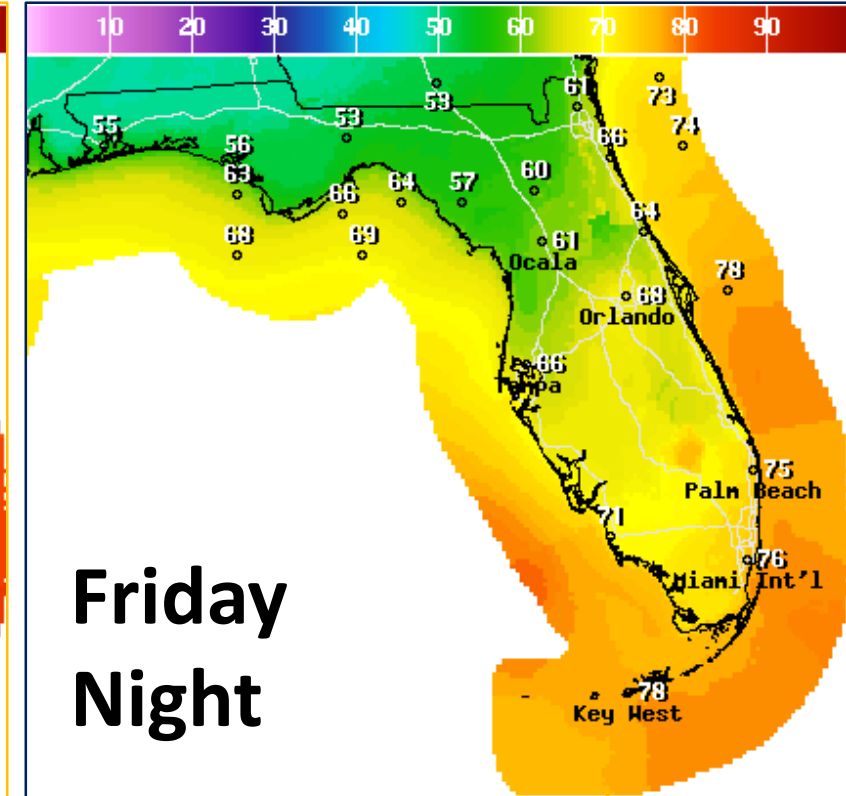 10 20 30 40 50 60 70 80 90
53 61 73
55 53 66 74
56
63 66 64 57 60
64
68 69 61
Ocala
78
68
Orlando
66
Tampa
75
Palm Beach
71
76
Miami Int'l
Friday
Night
78
Key West